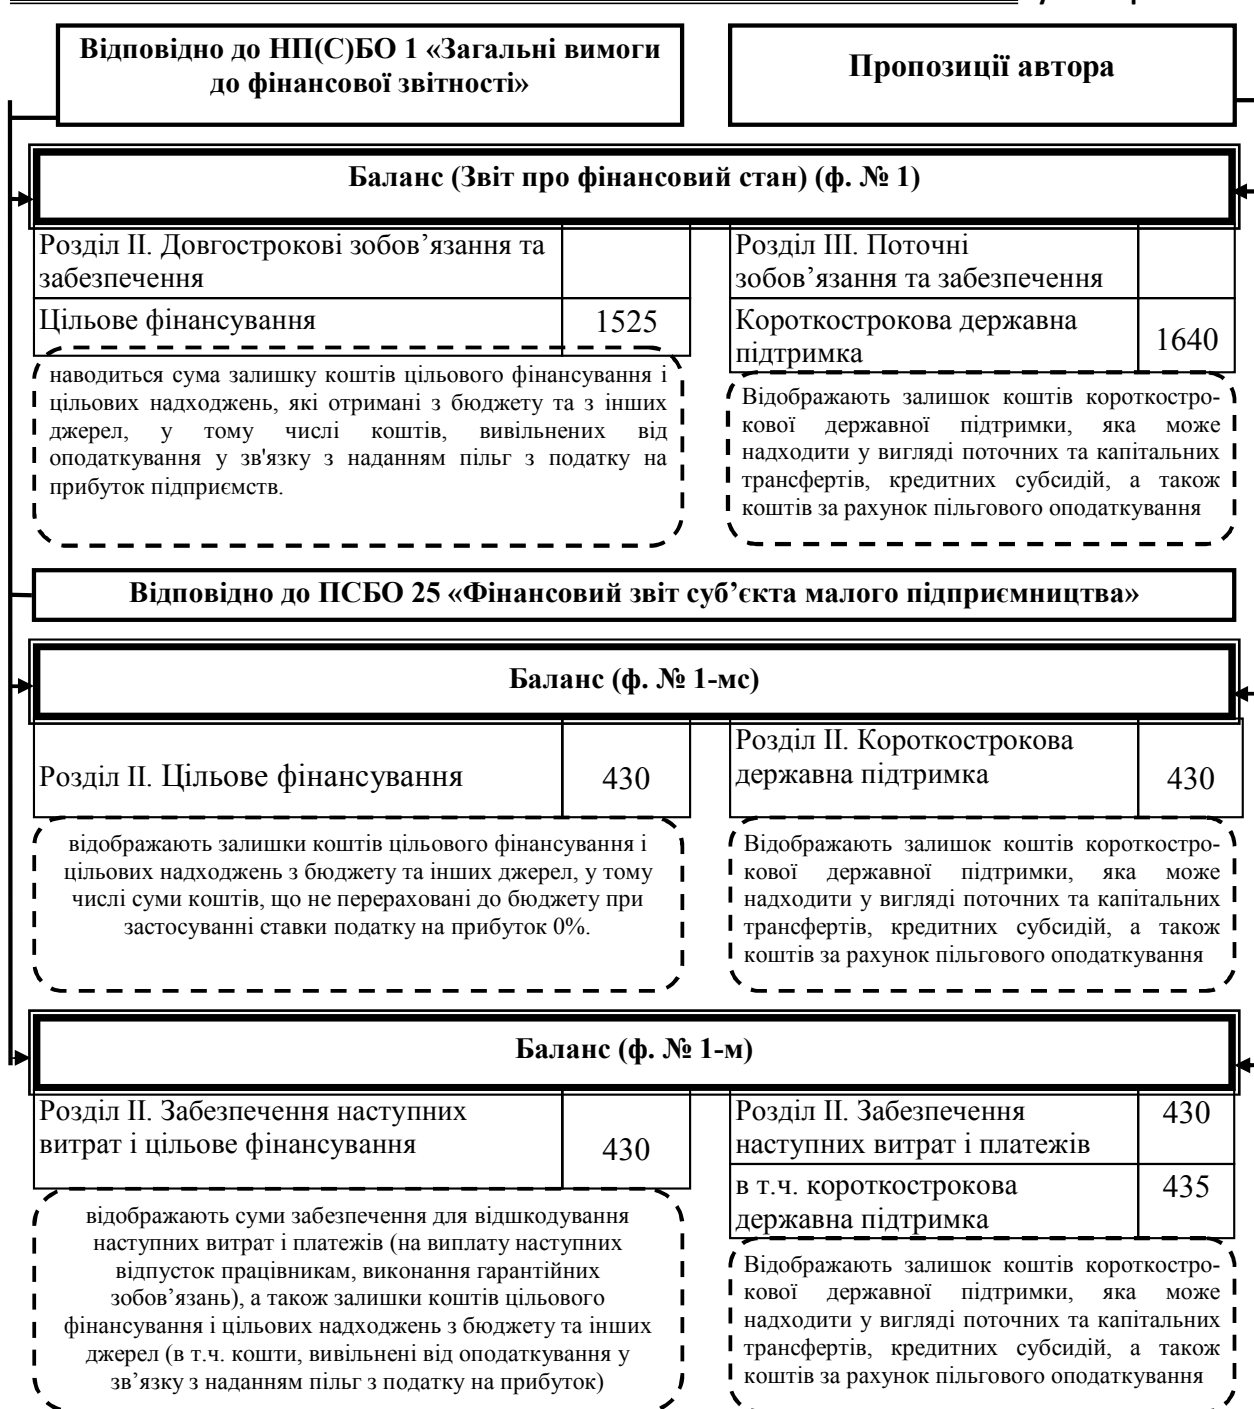 Відповідно до НП(С)БО 1 «Загальні вимоги
до фінансової звітності»
Пропозиції автора
Баланс (Звіт про фінансовий стан) (ф. № 1)
Розділ ІІ. Довгострокові зобов’язання та
забезпечення
Цільове фінансування 1525
наводиться сума залишку коштів цільового фінансування і
цільових надходжень, які отримані з бюджету та з інших
джерел, у тому числі коштів, вивільнених від
оподаткування у зв'язку з наданням пільг з податку на
прибуток підприємств.
Розділ ІІІ. Поточні
зобов’язання та забезпечення
Короткострокова державна
підтримка 1640
Відображають залишок коштів короткостро-
кової державної підтримки, яка може
надходити у вигляді поточних та капітальних
трансфертів, кредитних субсидій, а також
коштів за рахунок пільгового оподаткування
Відповідно до ПСБО 25 «Фінансовий звіт суб’єкта малого підприємництва»
Баланс (ф. № 1-мс)
Розділ ІІ. Цільове фінансування 430
відображають залишки коштів цільового фінансування і
цільових надходжень з бюджету та інших джерел, у тому
числі суми коштів, що не перераховані до бюджету при
застосуванні ставки податку на прибуток 0%.
Розділ ІІ. Короткострокова
державна підтримка 430
Відображають залишок коштів короткостро-
кової державної підтримки, яка може
надходити у вигляді поточних та капітальних
трансфертів, кредитних субсидій, а також
коштів за рахунок пільгового оподаткування
Баланс (ф. № 1-м)
Розділ ІІ. Забезпечення наступних
витрат і цільове фінансування 430
відображають суми забезпечення для відшкодування
наступних витрат і платежів (на виплату наступних
відпусток працівникам, виконання гарантійних
зобов’язань), а також залишки коштів цільового
фінансування і цільових надходжень з бюджету та інших
джерел (в т.ч. кошти, вивільнені від оподаткування у
зв’язку з наданням пільг з податку на прибуток)
Розділ ІІ. Забезпечення 430
наступних витрат і платежів
в т.ч. короткострокова 435
державна підтримка
Відображають залишок коштів короткостро-
кової державної підтримки, яка може
надходити у вигляді поточних та капітальних
трансфертів, кредитних субсидій, а також
коштів за рахунок пільгового оподаткування